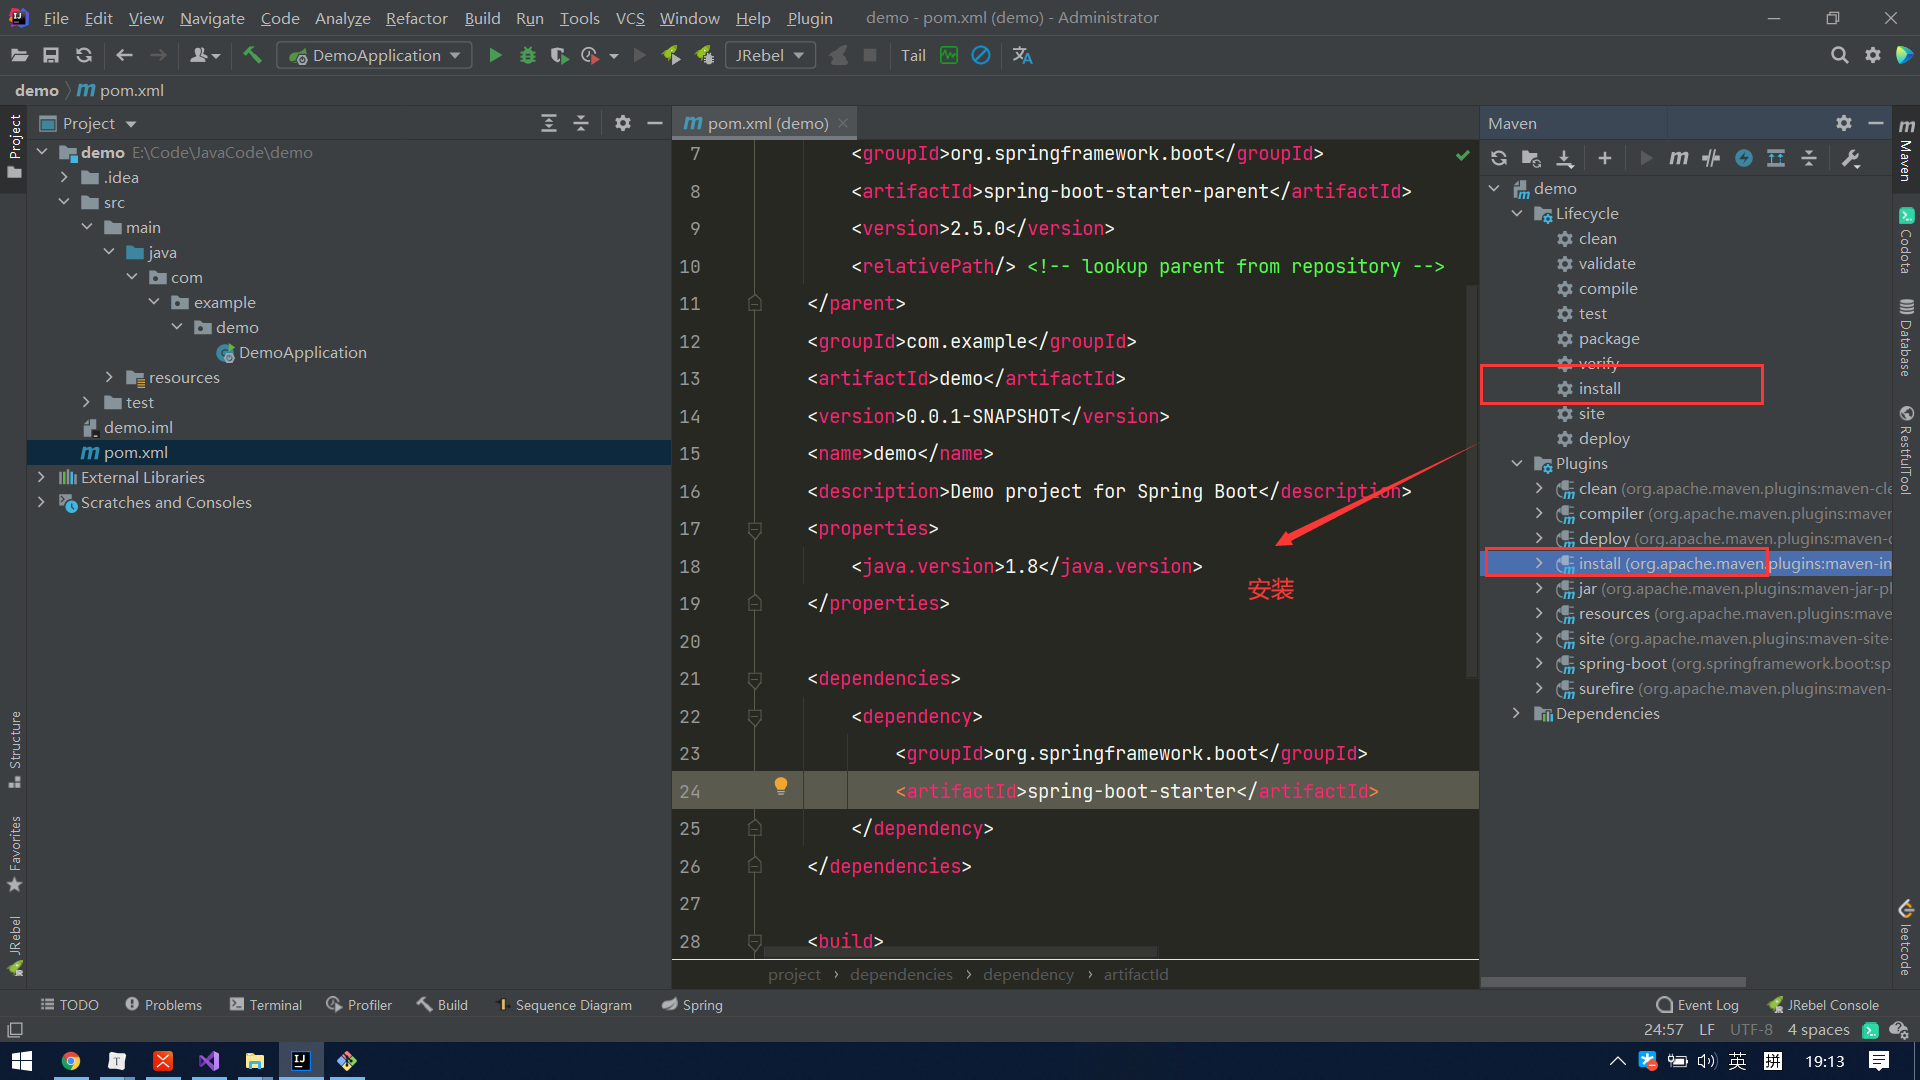 File Edit View Navigate Code Analyze Refactor Build Run Tools VCS Window Help Plugin demo - pom.xml (demo) - Administrator
DemoApplication JRebel Tail
demo pom.xml
Project
demo E:\Code\JavaCode\demo
.idea
src
main
java
com
example
demo
DemoApplication
resources
test
demo.iml
pom.xml
External Libraries
Scratches and Consoles
Project
Structure
Favorites
JRebel
pom.xml (demo)
7 <groupId>org.springframework.boot</groupId>
8 <artifactId>spring-boot-starter-parent</artifactId>
9 <version>2.5.0</version>
10 <relativePath/> <!-- lookup parent from repository -->
11 </parent>
12 <groupId>com.example</groupId>
13 <artifactId>demo</artifactId>
14 <version>0.0.1-SNAPSHOT</version>
15 <name>demo</name>
16 <description>Demo project for Spring Boot</description>
17 <properties>
18 <java.version>1.8</java.version>
安装
19 </properties>
20
21 <dependencies>
22 <dependency>
23 <groupId>org.springframework.boot</groupId>
24 <artifactId>spring-boot-starter</artifactId>
25 </dependency>
26 </dependencies>
27
28 <build>
project › dependencies › dependency › artifactId
Maven
demo
Lifecycle
clean
validate
compile
test
package
verify
install
site
deploy
Plugins
clean (org.apache.maven.plugins:maven-cle
compiler (org.apache.maven.plugins:maven
deploy (org.apache.maven.plugins:maven-d
install (org.apache.maven.plugins:maven-in
jar (org.apache.maven.plugins:maven-jar-pl
resources (org.apache.maven.plugins:mave
site (org.apache.maven.plugins:maven-site-
spring-boot (org.springframework.boot:sp
surefire (org.apache.maven.plugins:maven-
Dependencies
Maven
Codota
Database
RestfulTool
leetcode
TODO Problems Terminal Profiler Build Sequence Diagram Spring Event Log JRebel Console
24:57 LF UTF-8 4 spaces
英 拼 19:13